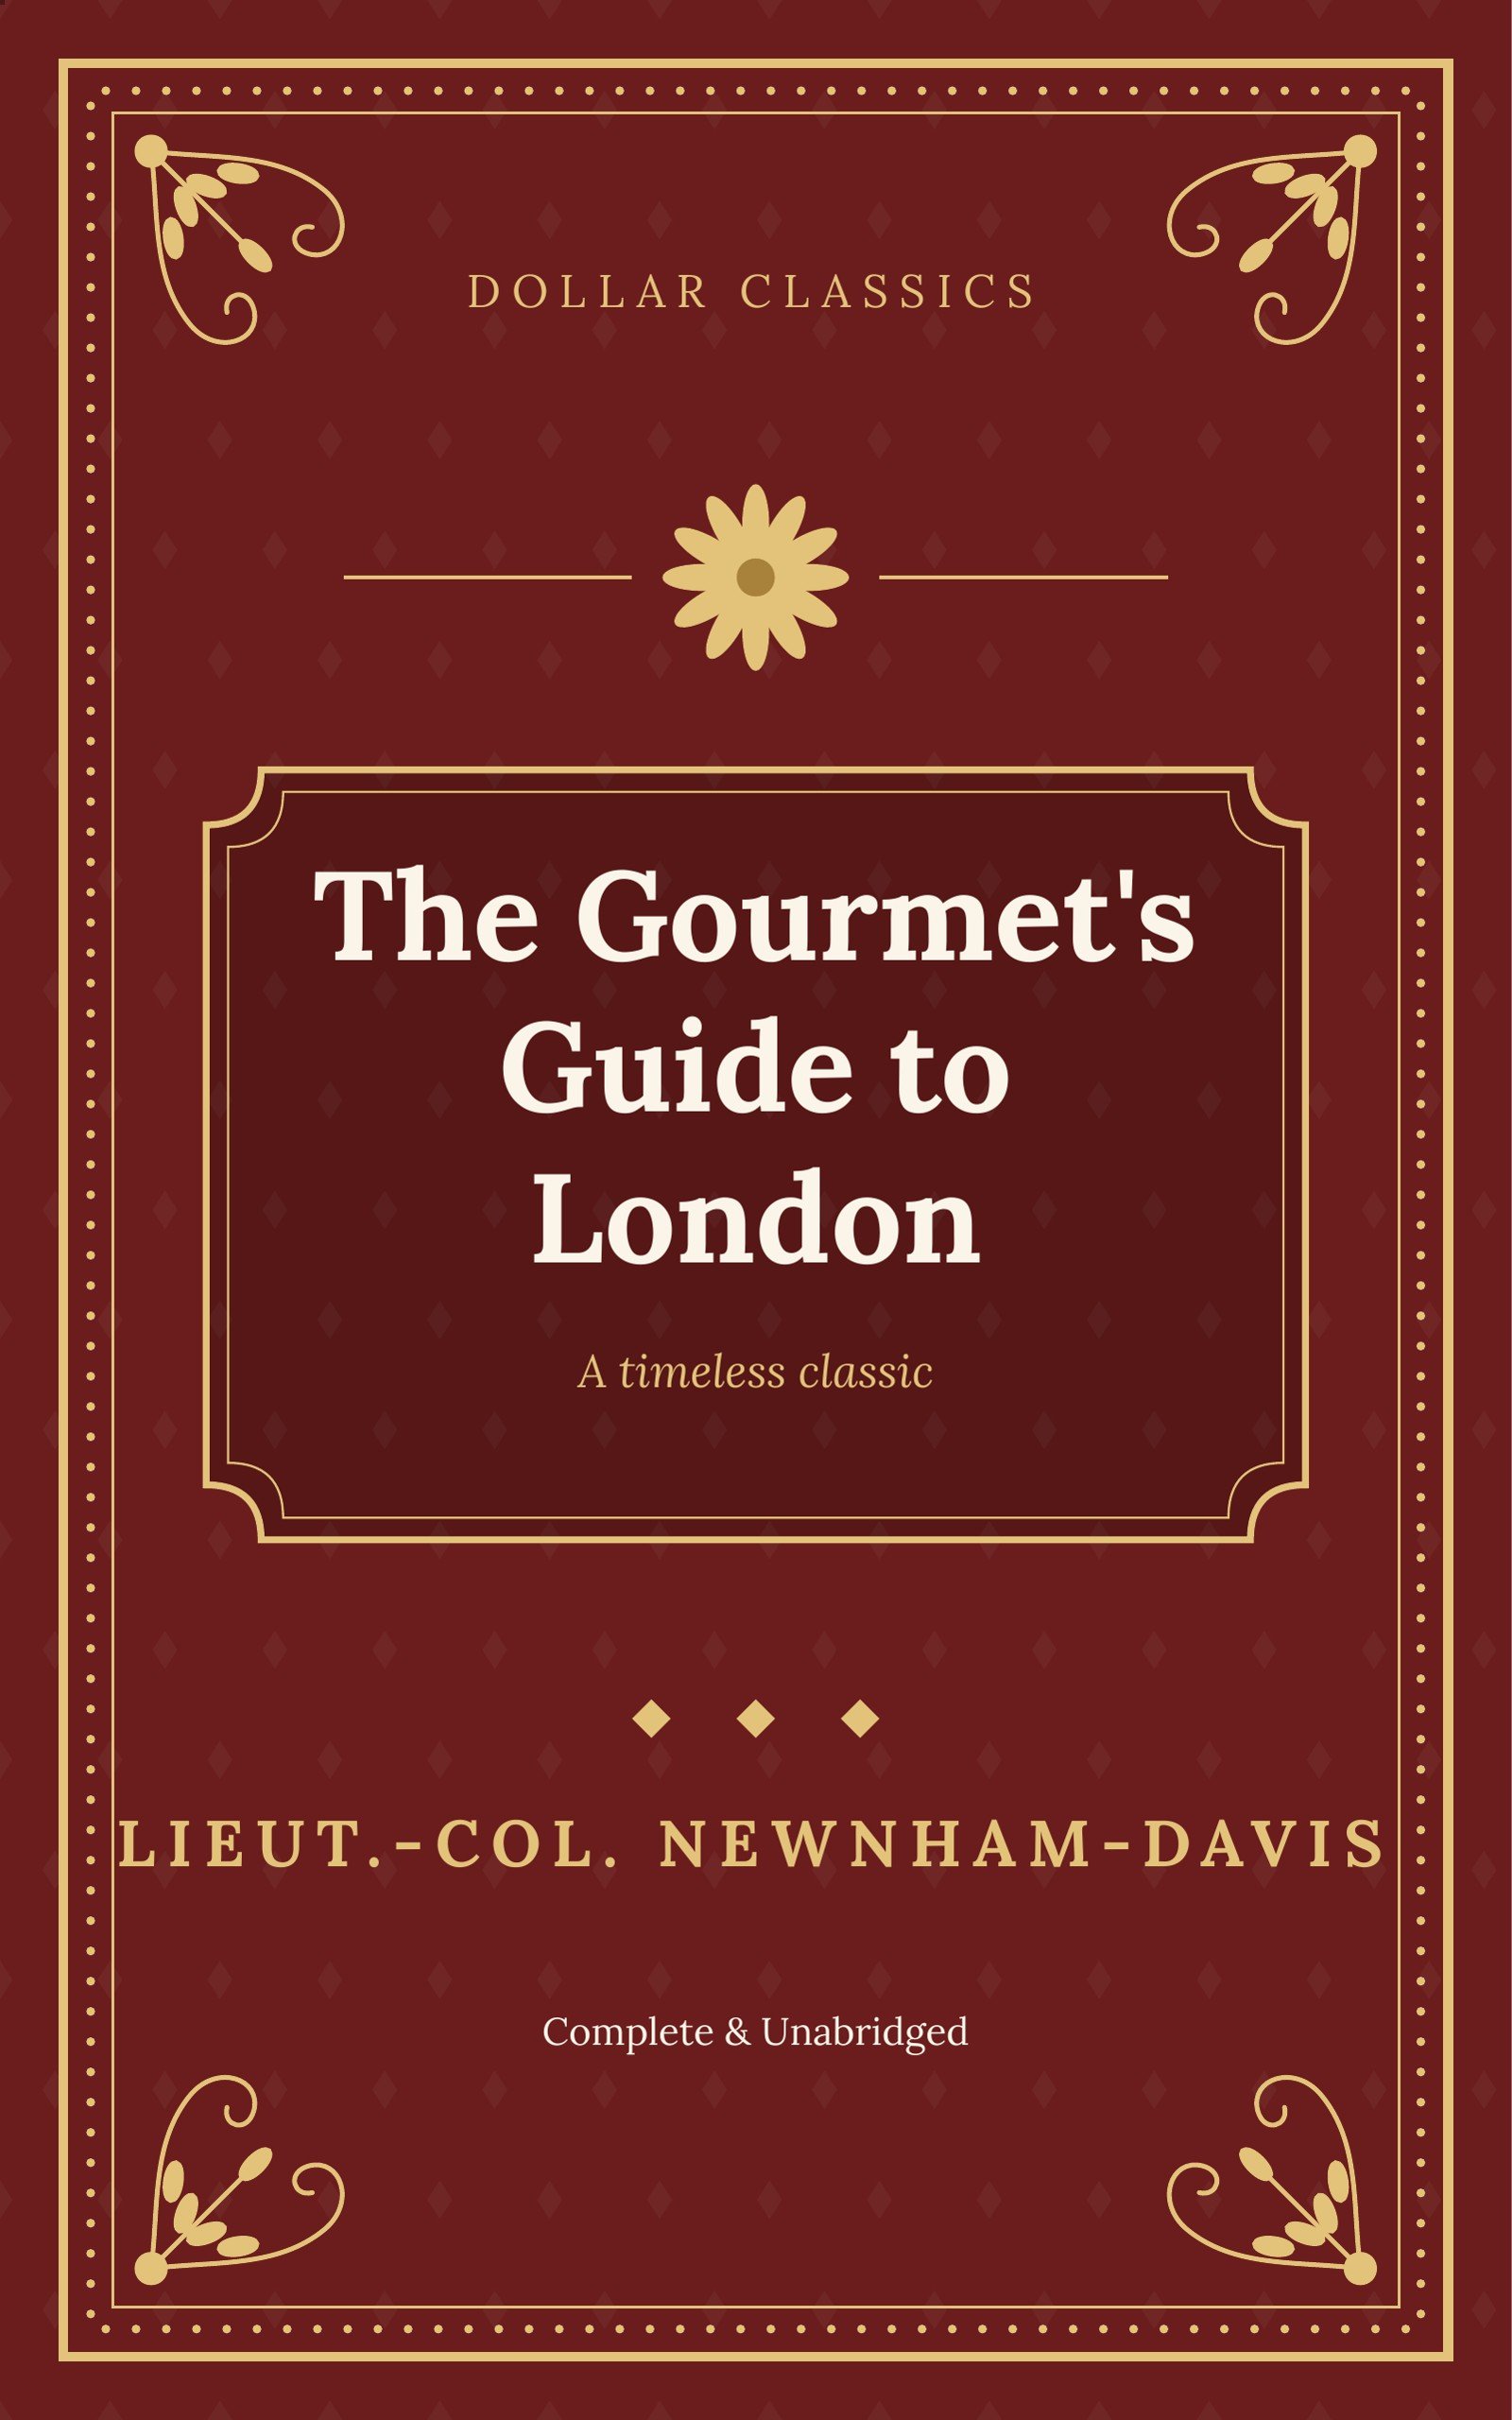 DOLLAR CLASSICS
The Gourmet's
Guide to
London
A timeless classic
LIEUT.-COL. NEWNHAM-DAVIS
Complete & Unabridged